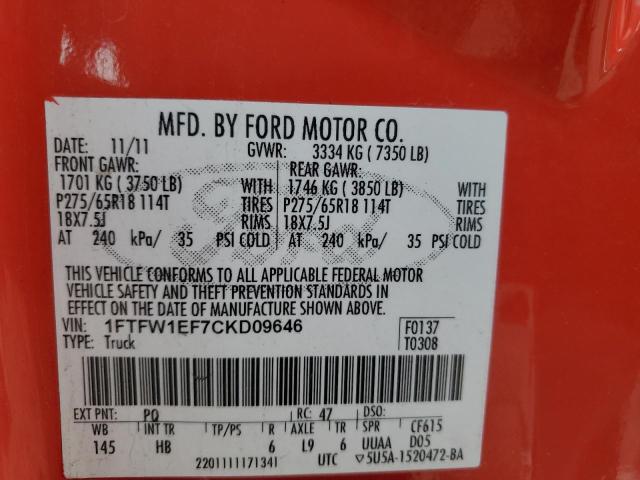 MFD. BY FORD MOTOR CO.
DATE: 11/11 GVWR: 3334 KG ( 7350 LB)
FRONT GAWR: REAR GAWR:
1701 KG ( 3750 LB) WITH 1746 KG ( 3850 LB) WITH
P275/65R18 114T TIRES P275/65R18 114T TIRES
18X7.5J RIMS 18X7.5J RIMS
AT 240 kPa/ 35 PSI COLD AT 240 kPa/ 35 PSI COLD
Ford
THIS VEHICLE CONFORMS TO ALL APPLICABLE FEDERAL MOTOR
VEHICLE SAFETY AND THEFT PREVENTION STANDARDS IN
EFFECT ON THE DATE OF MANUFACTURE SHOWN ABOVE.
VIN: 1FTFW1EF7CKD09646 F0137
TYPE: Truck T0308
EXT PNT: PQ RC: 47 DSO:
WB INT TR TP/PS R AXLE TR SPR CF615
145 HB 6 L9 6 UUAA D05
2201111171341 UTC ▽5U5A-1520472-BA